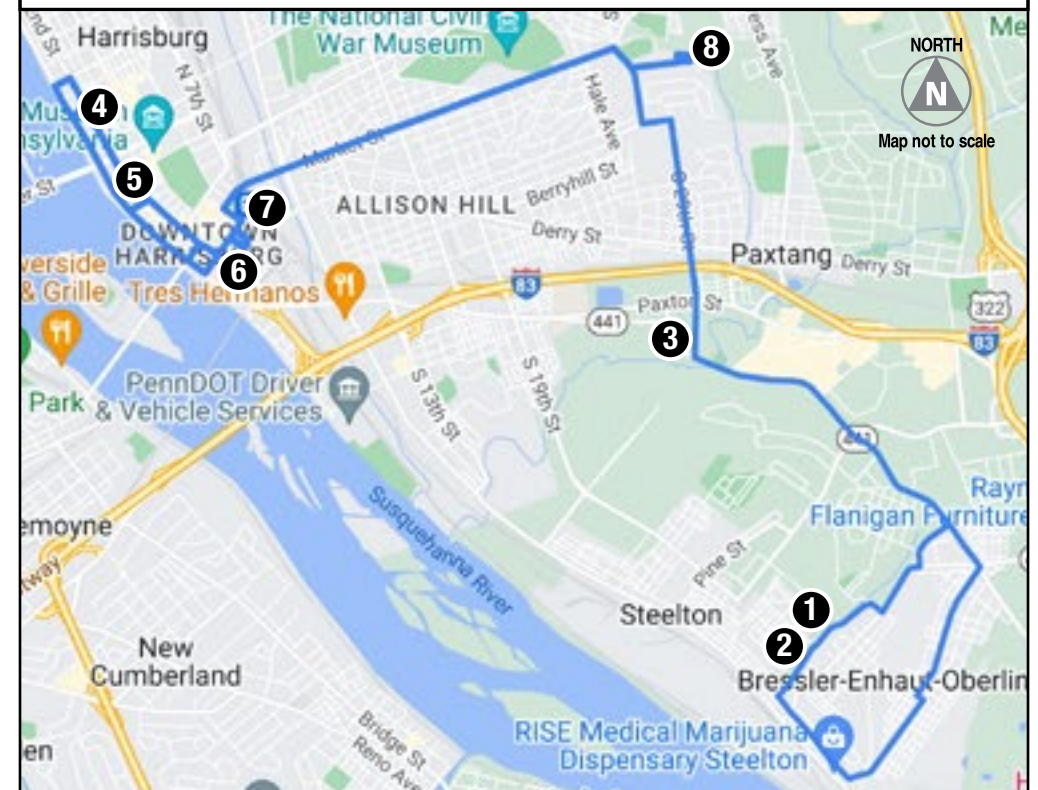 The National Civil
War Museum
Harrisburg
8
NORTH
N
Map not to scale
N 7th St
Hale Ave
4
5
Market St
ALLISON HILL
Berryhill St
Derry St
7
DOWNTOWN
HARRISBURG
6
Paxtang
Derry St
verside
& Grille
Tres Hermanos
83
441
Paxton St
322
83
3
PennDOT Driver
& Vehicle Services
Park
S 13th St
S 19th St
441
Susquehanna River
emoyne
Rayn
Flanigan Furniture
Pine St
Steelton
1
2
New
Cumberland
Bressler-Enhaut-Oberlin
RISE Medical Marijuana
Dispensary Steelton
Bridge St
Reno Ave
en